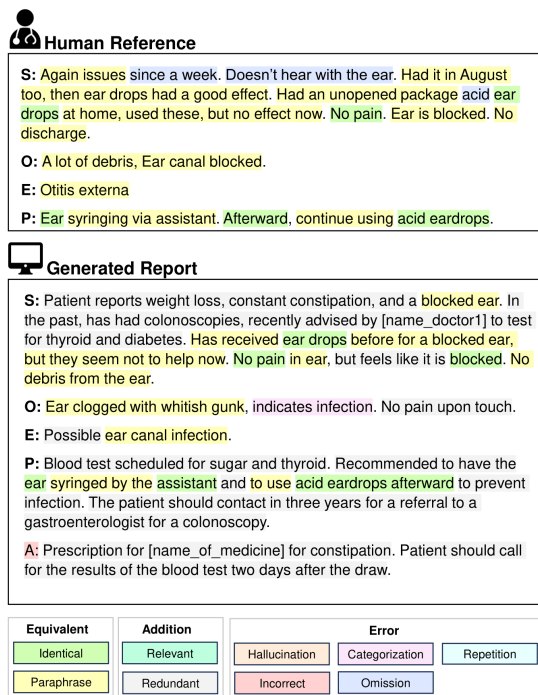 Human Reference
S: Again issues since a week. Doesn't hear with the ear. Had it in August
too, then ear drops had a good effect. Had an unopened package acid ear
drops at home, used these, but no effect now. No pain. Ear is blocked. No
discharge.
O: A lot of debris, Ear canal blocked.
E: Otitis externa
P: Ear syringing via assistant. Afterward, continue using acid eardrops.
Generated Report
S: Patient reports weight loss, constant constipation, and a blocked ear. In
the past, has had colonoscopies, recently advised by [name_doctor1] to test
for thyroid and diabetes. Has received ear drops before for a blocked ear,
but they seem not to help now. No pain in ear, but feels like it is blocked. No
debris from the ear.
O: Ear clogged with whitish gunk, indicates infection. No pain upon touch.
E: Possible ear canal infection.
P: Blood test scheduled for sugar and thyroid. Recommended to have the
ear syringed by the assistant and to use acid eardrops afterward to prevent
infection. The patient should contact in three years for a referral to a
gastroenterologist for a colonoscopy.
A: Prescription for [name_of_medicine] for constipation. Patient should call
for the results of the blood test two days after the draw.
Equivalent Addition Error
Identical Relevant Hallucination Categorization Repetition
Paraphrase Redundant Incorrect Omission